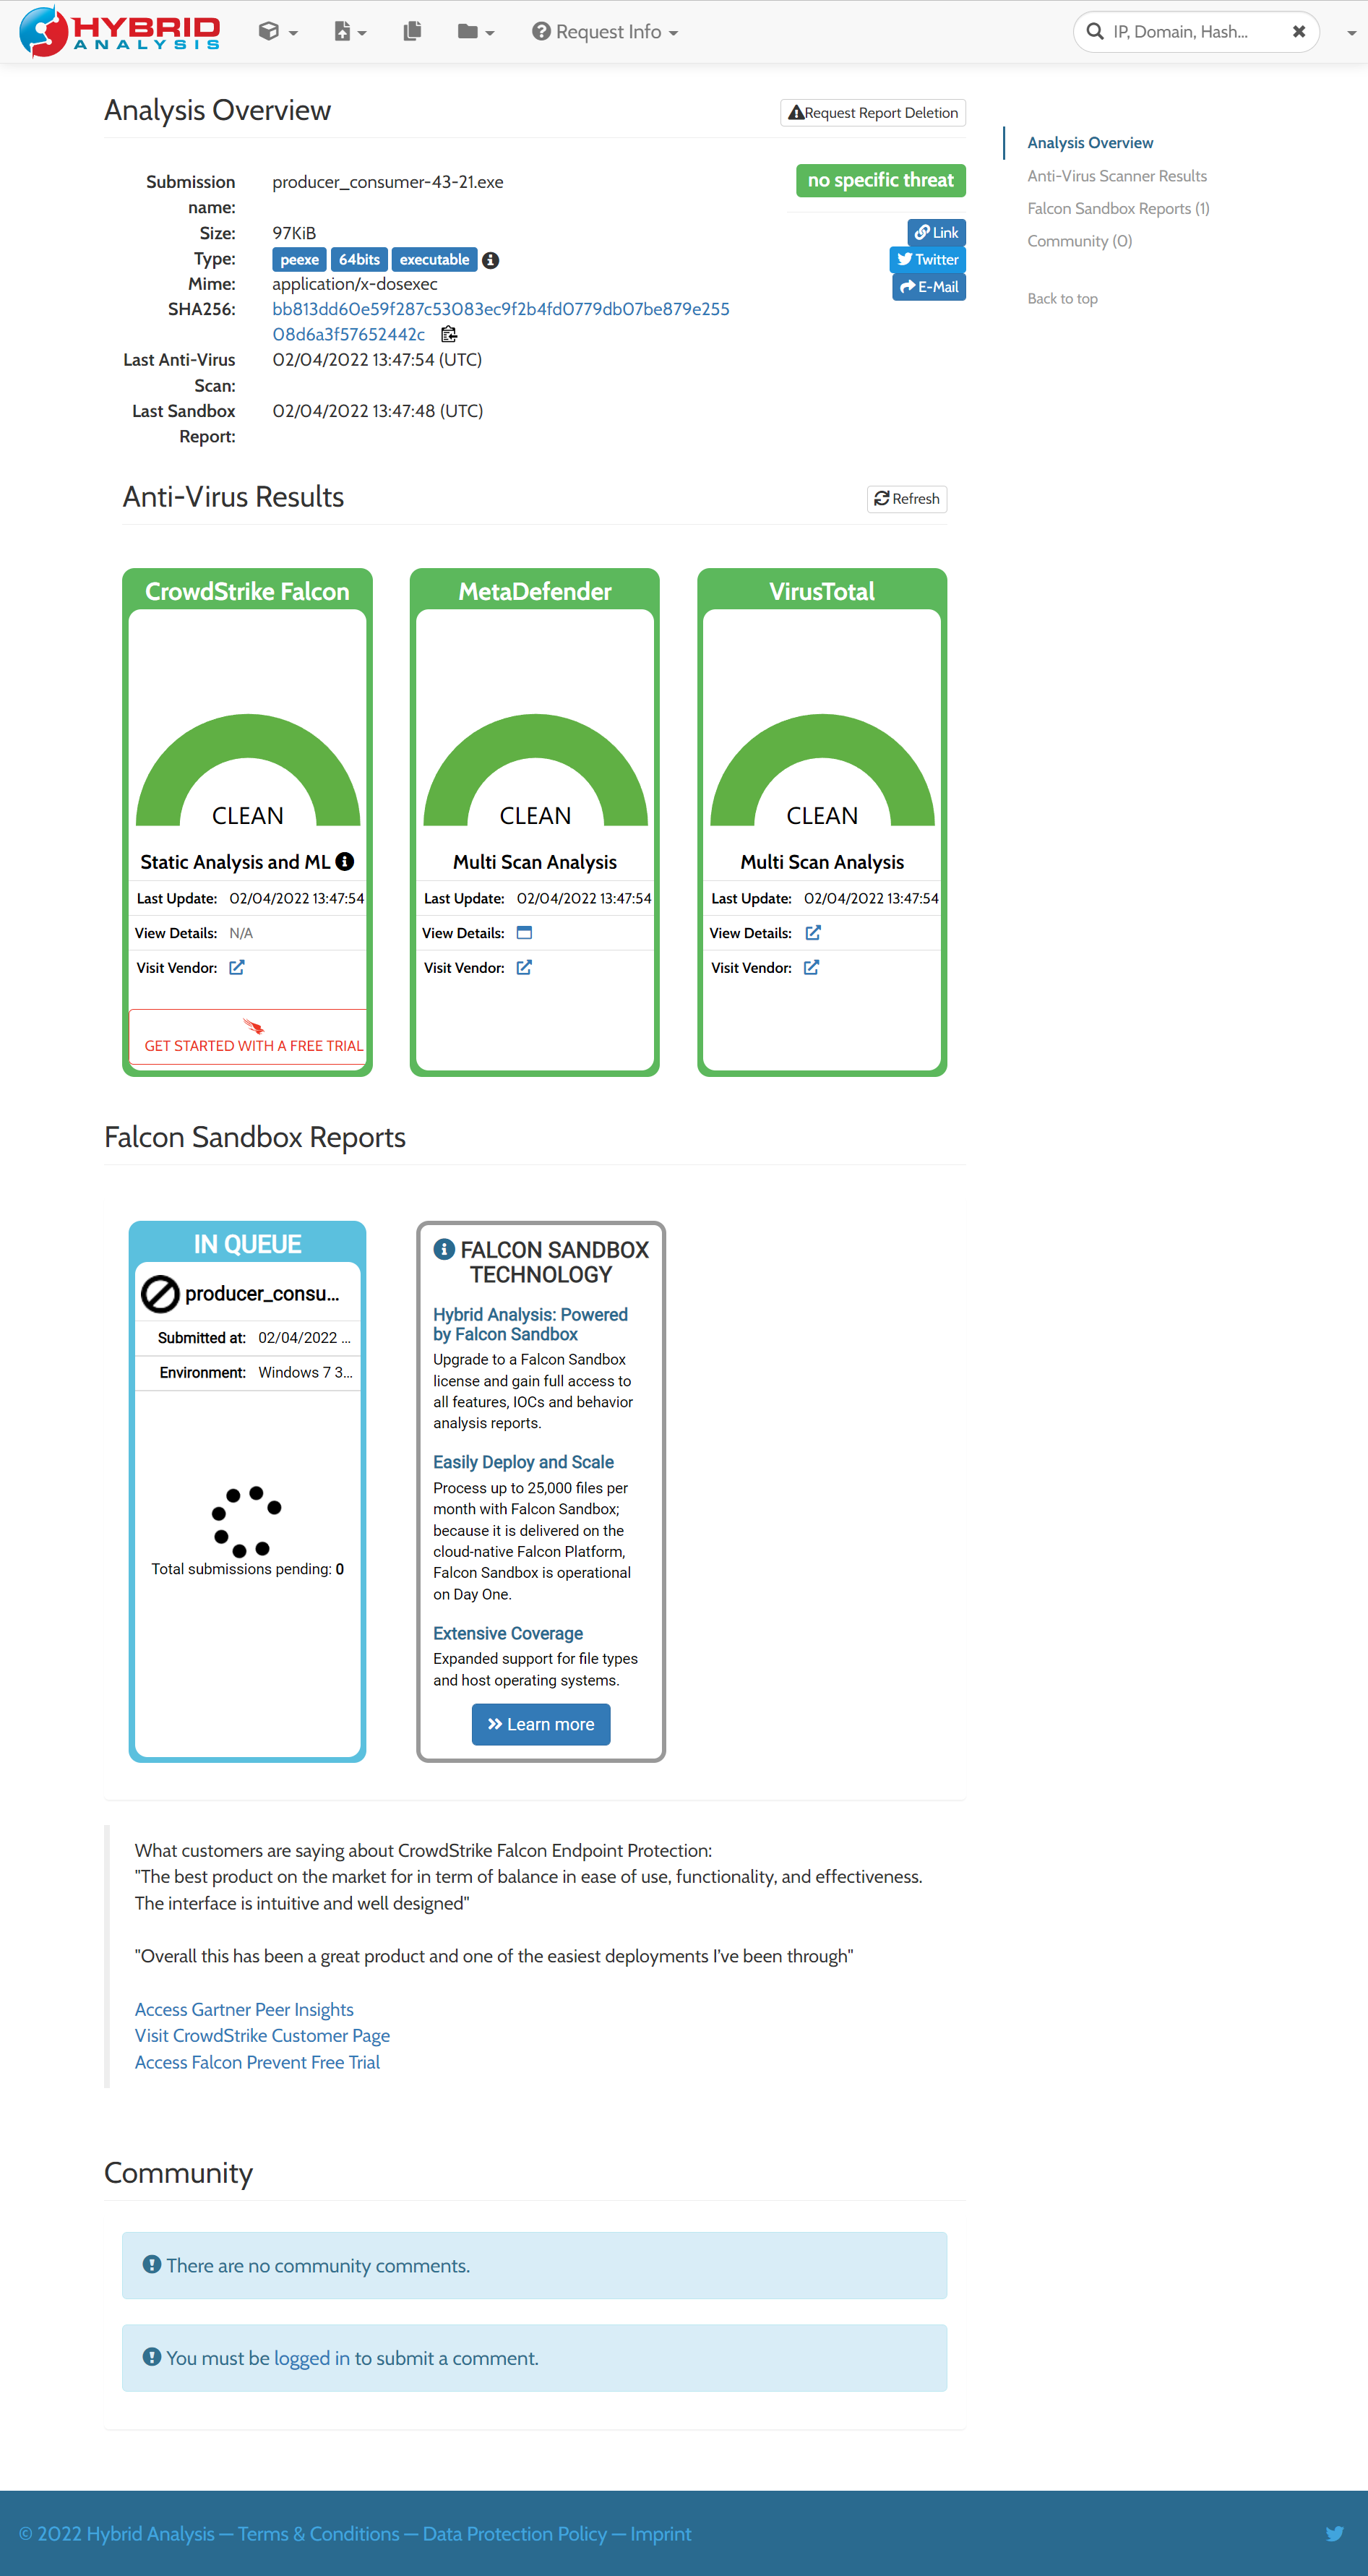 HYBRID
ANALYSIS
Request Info
IP, Domain, Hash...
Analysis Overview
Request Report Deletion
Submission name:
producer_consumer-43-21.exe
no specific threat
Size:
97KiB
Link
Type:
peexe 64bits executable
Twitter
Mime:
application/x-dosexec
E-Mail
SHA256:
bb813dd60e59f287c53083ec9f2b4fd0779db07be879e255
08d6a3f57652442c
Last Anti-Virus Scan:
02/04/2022 13:47:54 (UTC)
Last Sandbox Report:
02/04/2022 13:47:48 (UTC)
Analysis Overview
Anti-Virus Scanner Results
Falcon Sandbox Reports (1)
Community (0)
Back to top
Anti-Virus Results
Refresh
CrowdStrike Falcon
CLEAN
Static Analysis and ML
Last Update: 02/04/2022 13:47:54
View Details: N/A
Visit Vendor:
GET STARTED WITH A FREE TRIAL
MetaDefender
CLEAN
Multi Scan Analysis
Last Update: 02/04/2022 13:47:54
View Details:
Visit Vendor:
VirusTotal
CLEAN
Multi Scan Analysis
Last Update: 02/04/2022 13:47:54
View Details:
Visit Vendor:
Falcon Sandbox Reports
IN QUEUE
producer_consu...
Submitted at: 02/04/2022 ...
Environment: Windows 7 3...
Total submissions pending: 0
FALCON SANDBOX
TECHNOLOGY
Hybrid Analysis: Powered
by Falcon Sandbox
Upgrade to a Falcon Sandbox
license and gain full access to
all features, IOCs and behavior
analysis reports.
Easily Deploy and Scale
Process up to 25,000 files per
month with Falcon Sandbox;
because it is delivered on the
cloud-native Falcon Platform,
Falcon Sandbox is operational
on Day One.
Extensive Coverage
Expanded support for file types
and host operating systems.
Learn more
What customers are saying about CrowdStrike Falcon Endpoint Protection:
"The best product on the market for in term of balance in ease of use, functionality, and effectiveness.
The interface is intuitive and well designed"
"Overall this has been a great product and one of the easiest deployments I've been through"
Access Gartner Peer Insights
Visit CrowdStrike Customer Page
Access Falcon Prevent Free Trial
Community
There are no community comments.
You must be logged in to submit a comment.
© 2022 Hybrid Analysis — Terms & Conditions — Data Protection Policy — Imprint